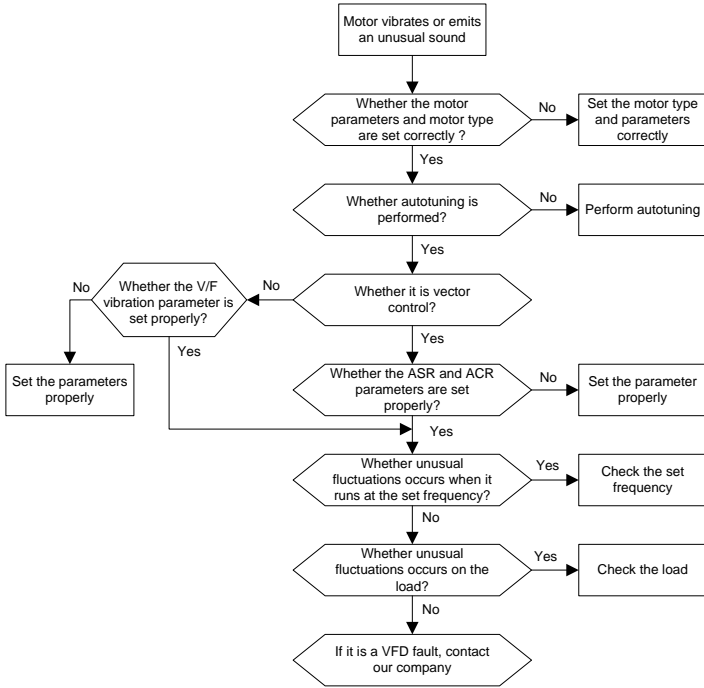 Motor vibrates or emits
an unusual sound
Whether the motor
parameters and motor type
are set correctly ?
No
Set the motor type
and parameters
correctly
Yes
Whether autotuning is
performed?
No
Perform autotuning
Yes
Whether it is vector
control?
No
Whether the V/F
vibration parameter is
set properly?
No
Set the parameters
properly
Yes
Yes
Whether the ASR and ACR
parameters are set
properly?
No
Set the parameter
properly
Yes
Whether unusual
fluctuations occurs when it
runs at the set frequency?
Yes
Check the set
frequency
No
Whether unusual
fluctuations occurs on the
load?
Yes
Check the load
No
If it is a VFD fault, contact
our company